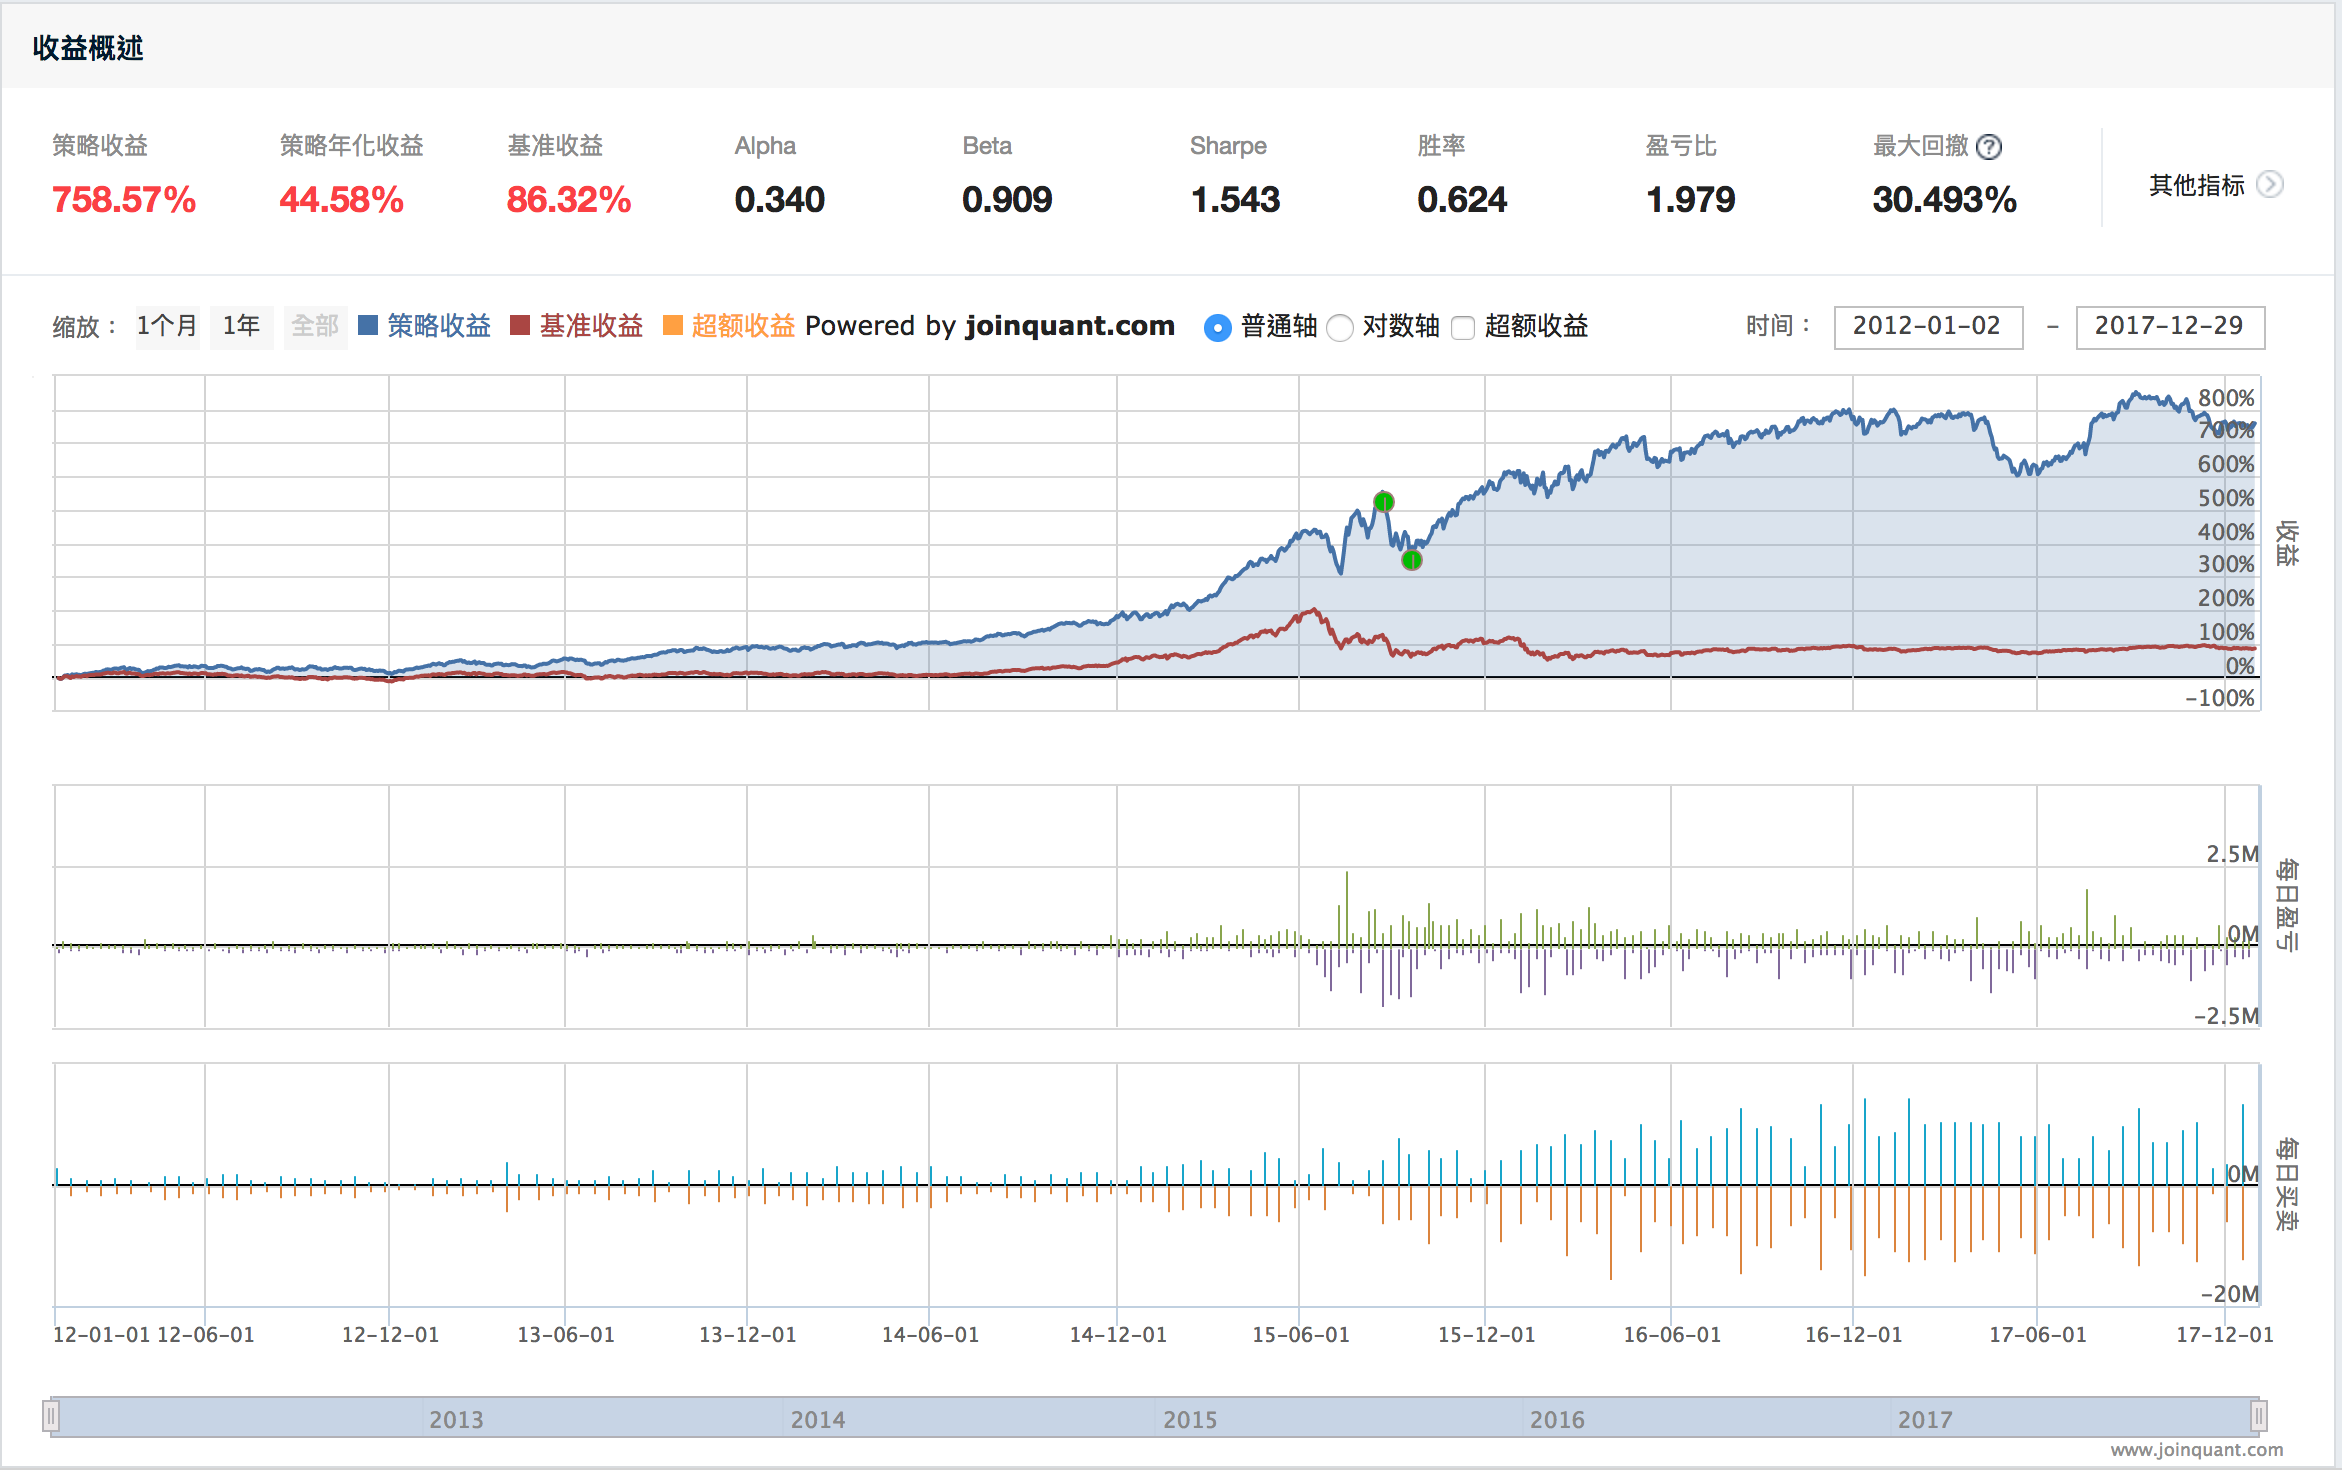 收益概述
策略收益 策略年化收益 基准收益 Alpha Beta Sharpe 胜率 盈亏比 最大回撤 ?
758.57% 44.58% 86.32% 0.340 0.909 1.543 0.624 1.979 30.493% 其他指标
缩放： 1个月 1年 全部 策略收益 基准收益 超额收益 Powered by joinquant.com 普通轴 对数轴 超额收益 时间： 2012-01-02 – 2017-12-29
800%
700%
600%
500%
400%
300%
200%
100%
0%
-100%
收益
2.5M
0M
-2.5M
每日盈亏
0M
-20M
每日买卖
12-01-01 12-06-01 12-12-01 13-06-01 13-12-01 14-06-01 14-12-01 15-06-01 15-12-01 16-06-01 16-12-01 17-06-01 17-12-01
2013 2014 2015 2016 2017
www.joinquant.com